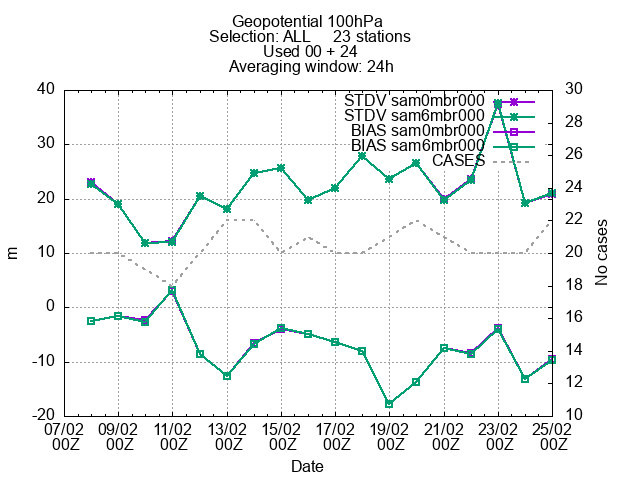 Geopotential 100hPa
Selection: ALL 23 stations
Used 00 + 24
Averaging window: 24h
STDV sam0mbr000
STDV sam6mbr000
BIAS sam0mbr000
BIAS sam6mbr000
CASES
40
30
20
10
0
-10
-20
m
30
28
26
24
22
20
18
16
14
12
10
No cases
07/02 09/02 11/02 13/02 15/02 17/02 19/02 21/02 23/02 25/02
00Z 00Z 00Z 00Z 00Z 00Z 00Z 00Z 00Z 00Z
Date